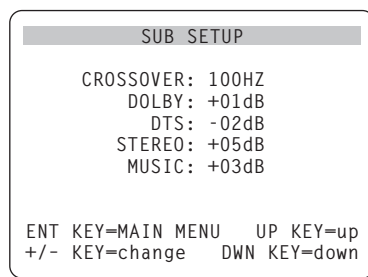 SUB SETUP
CROSSOVER: 100HZ
DOLBY: +01dB
DTS: -02dB
STEREO: +05dB
MUSIC: +03dB
ENT KEY=MAIN MENU UP KEY=up
+/- KEY=change DWN KEY=down